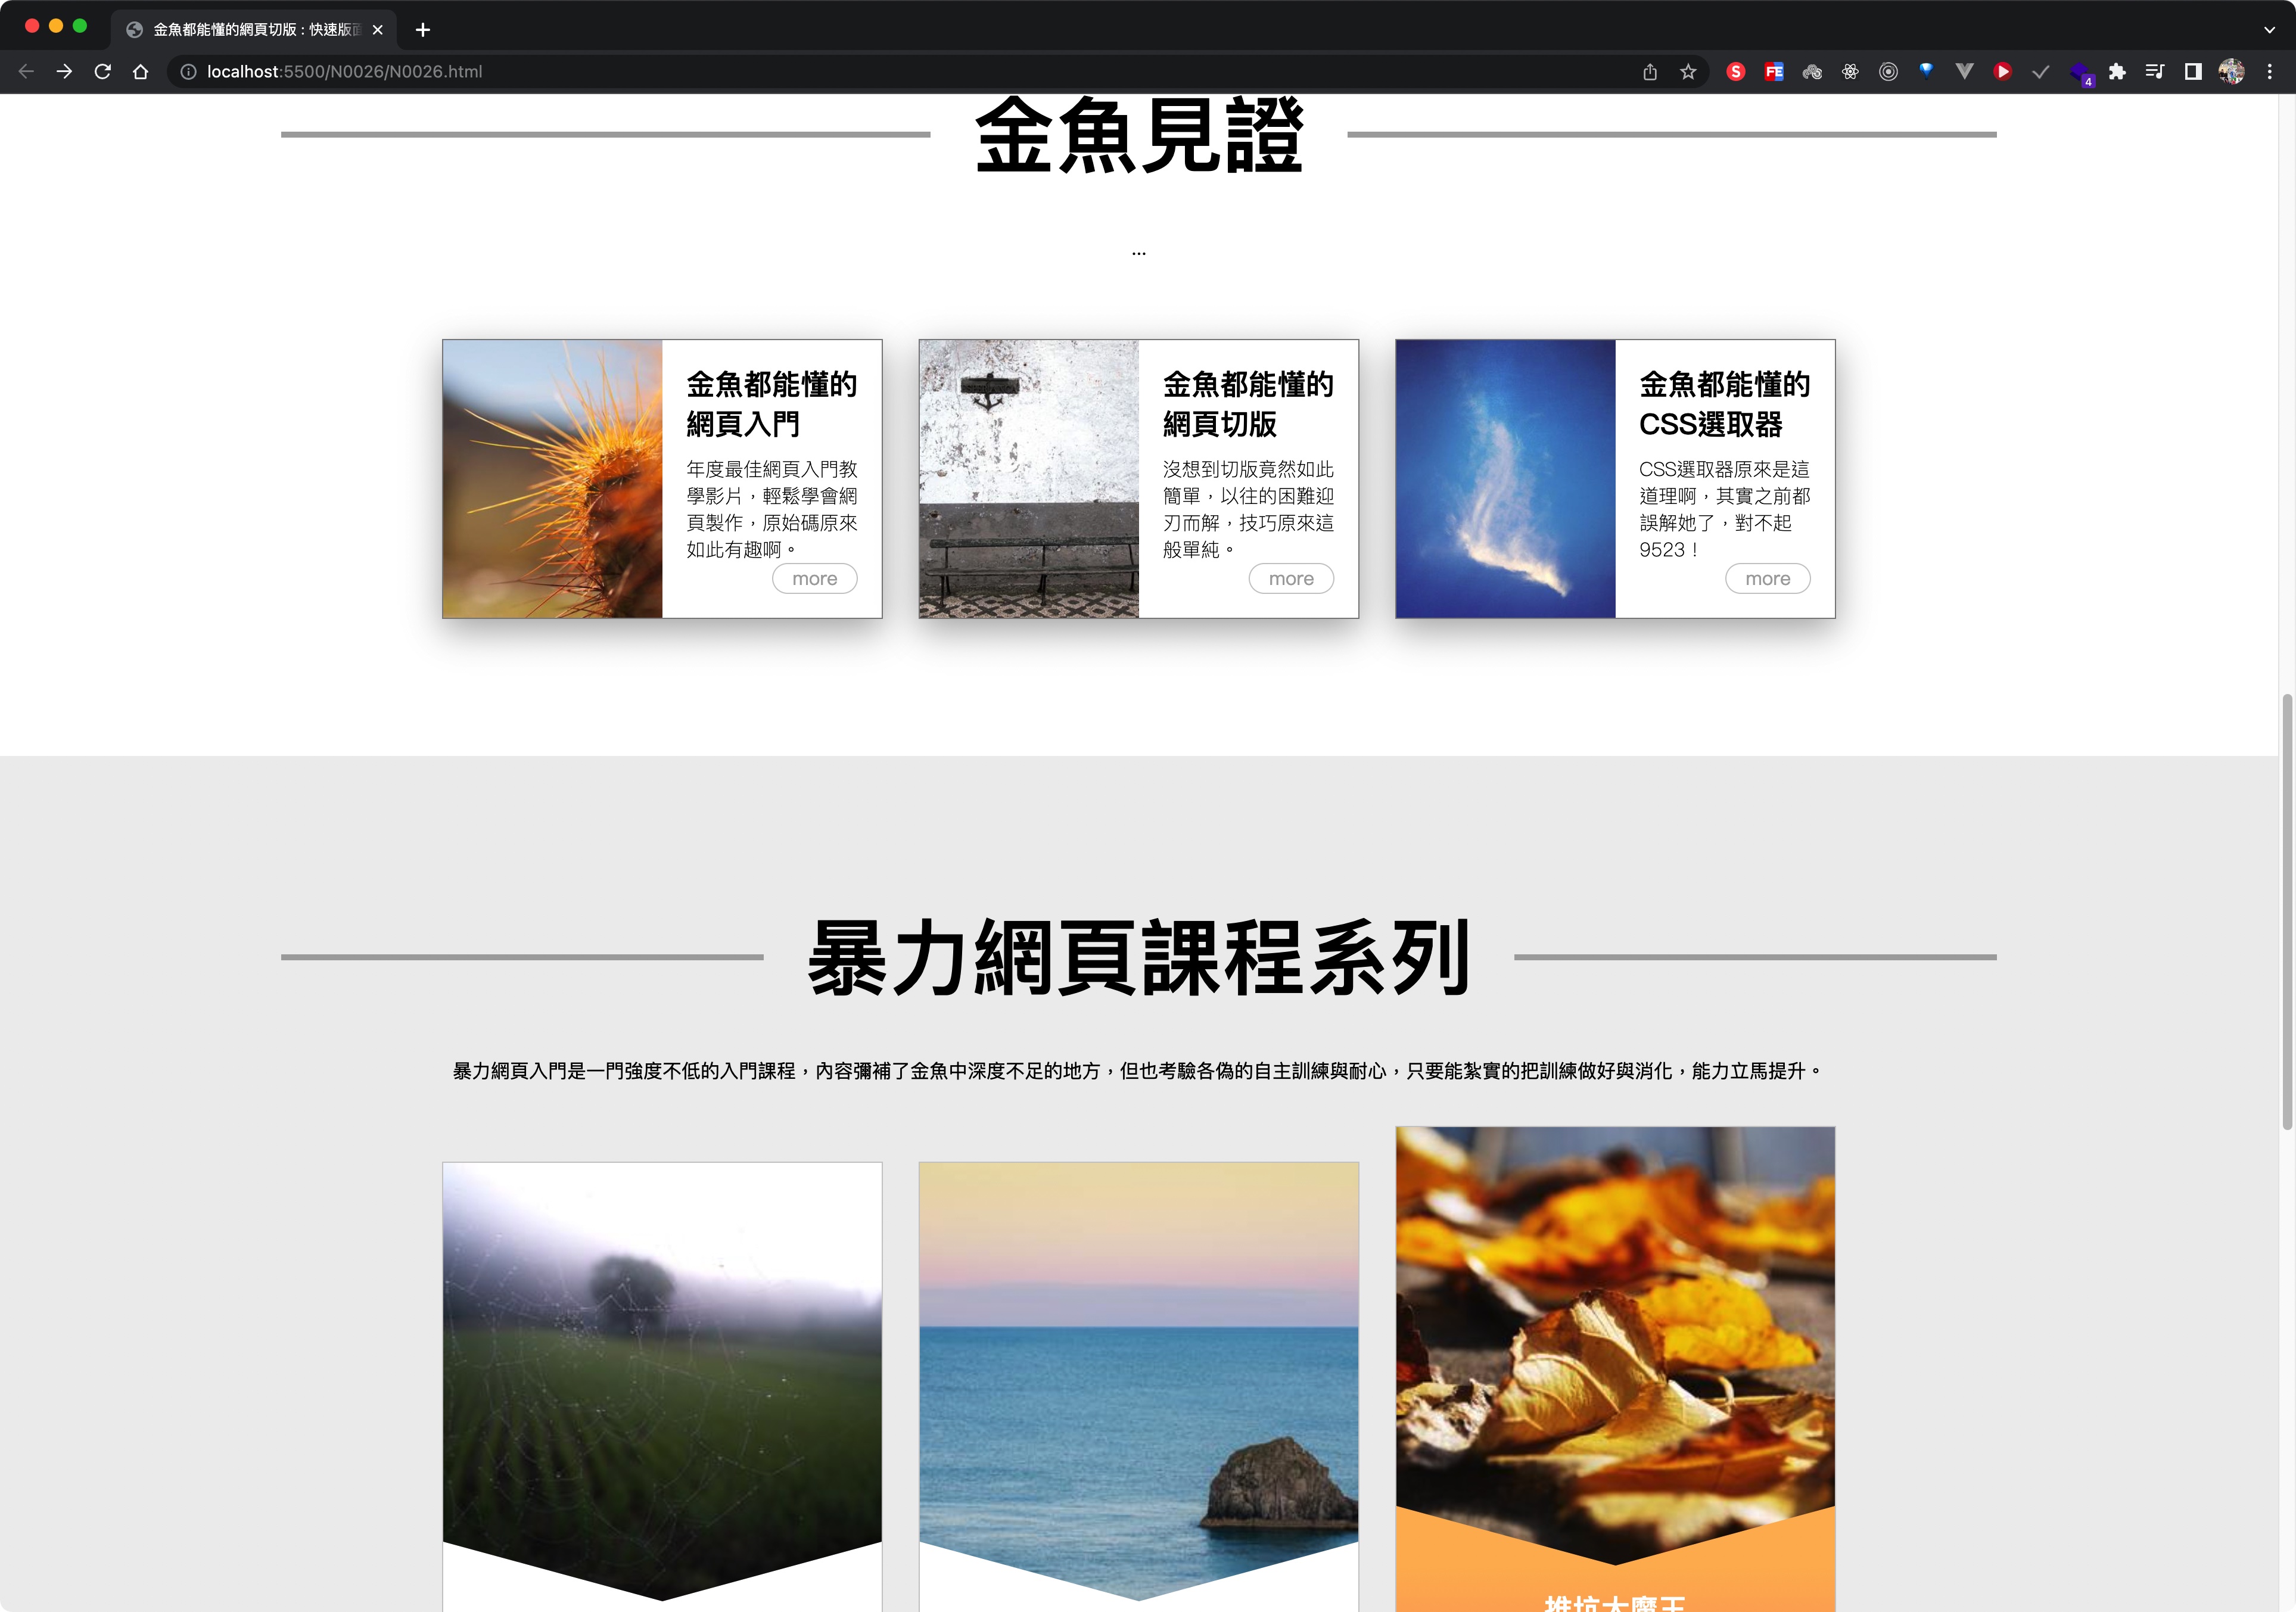 金魚都能懂的網頁切版 : 快速版
localhost:5500/N0026/N0026.html
S
FE
4
金魚見證
...
金魚都能懂的
網頁入門
年度最佳網頁入門教
學影片，輕鬆學會網
頁製作，原始碼原來
如此有趣啊。
more
金魚都能懂的
網頁切版
沒想到切版竟然如此
簡單，以往的困難迎
刃而解，技巧原來這
般單純。
more
金魚都能懂的
CSS選取器
CSS選取器原來是這
道理啊，其實之前都
誤解她了，對不起
9523！
more
暴力網頁課程系列
暴力網頁入門是一門強度不低的入門課程，內容彌補了金魚中深度不足的地方，但也考驗各偽的自主訓練與耐心，只要能紮實的把訓練做好與消化，能力立馬提升。
推坑大魔王